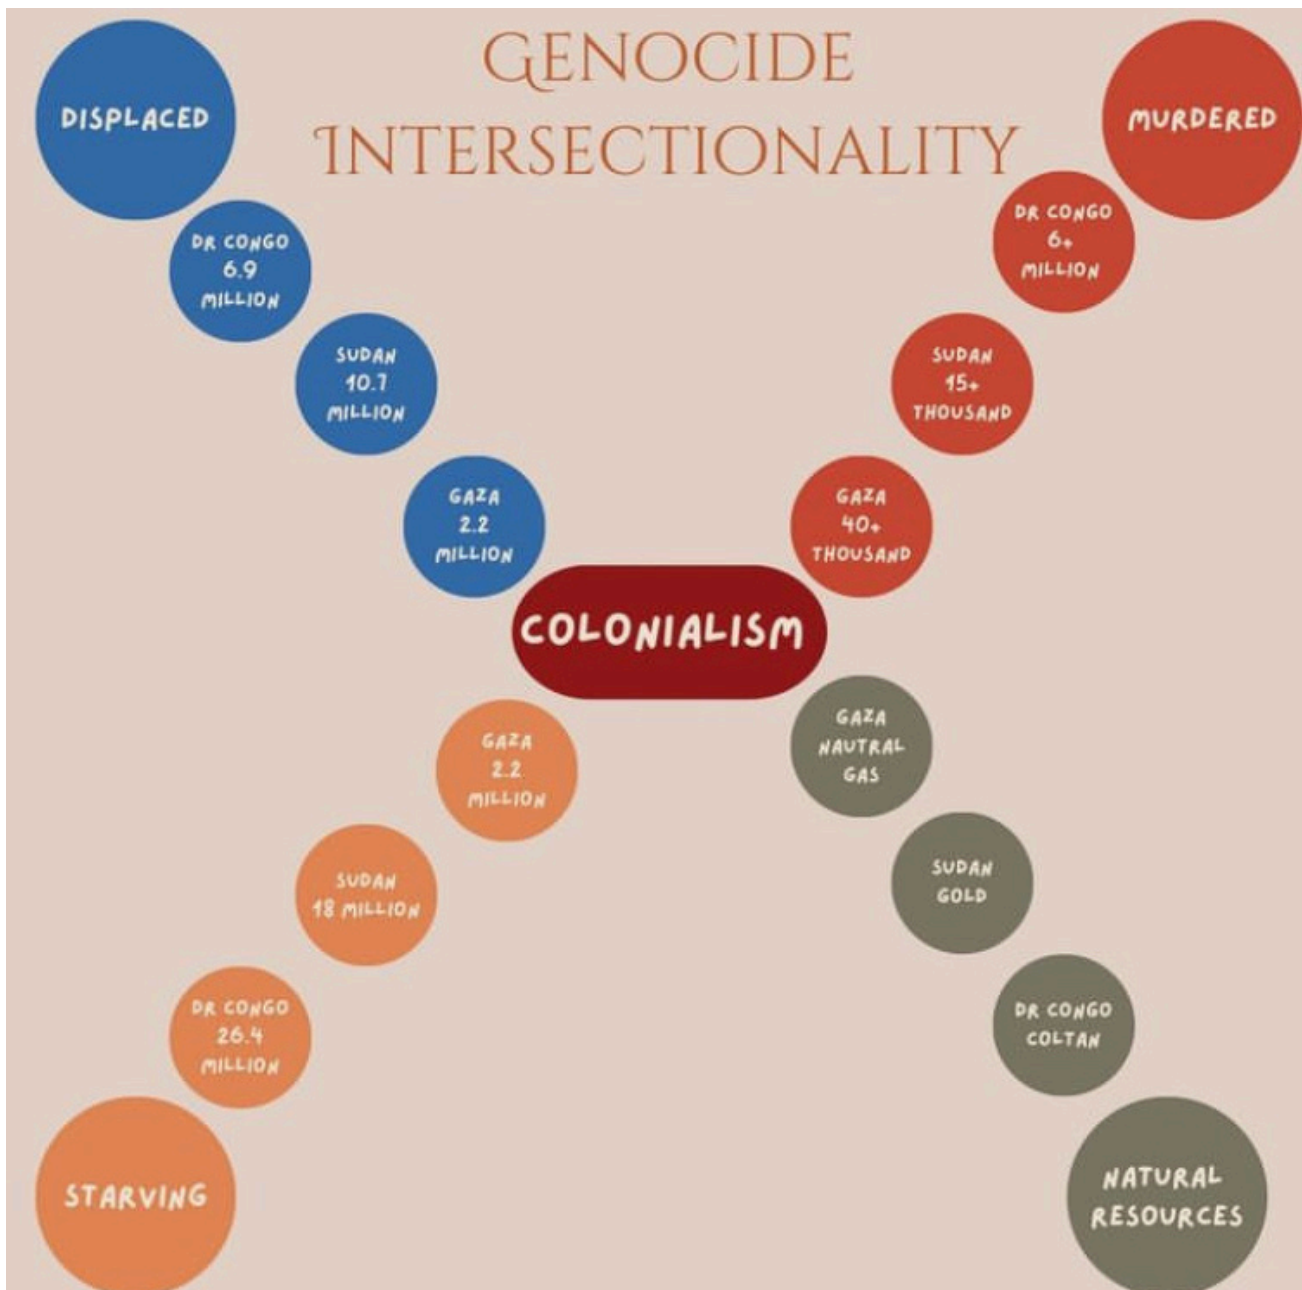 GENOCIDE
INTERSECTIONALITY
DISPLACED
DR CONGO
6.9
MILLION
SUDAN
10.7
MILLION
GAZA
2.2
MILLION
MURDERED
DR CONGO
6+
MILLION
SUDAN
15+
THOUSAND
GAZA
40+
THOUSAND
COLONIALISM
GAZA
2.2
MILLION
SUDAN
18 MILLION
DR CONGO
26.4
MILLION
STARVING
GAZA
NAUTRAL
GAS
SUDAN
GOLD
DR CONGO
COLTAN
NATURAL
RESOURCES